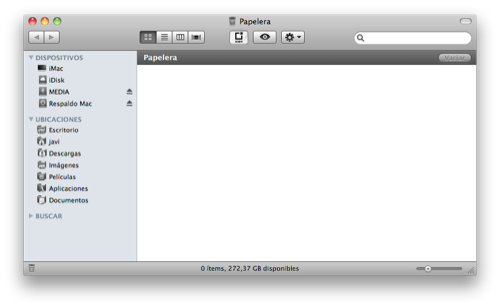 Papelera
DISPOSITIVOS
Papelera
iMac
iDisk
MEDIA
Respaldo Mac
UBICACIONES
Escritorio
javi
Descargas
Imágenes
Películas
Aplicaciones
Documentos
BUSCAR
0 ítems, 272,37 GB disponibles